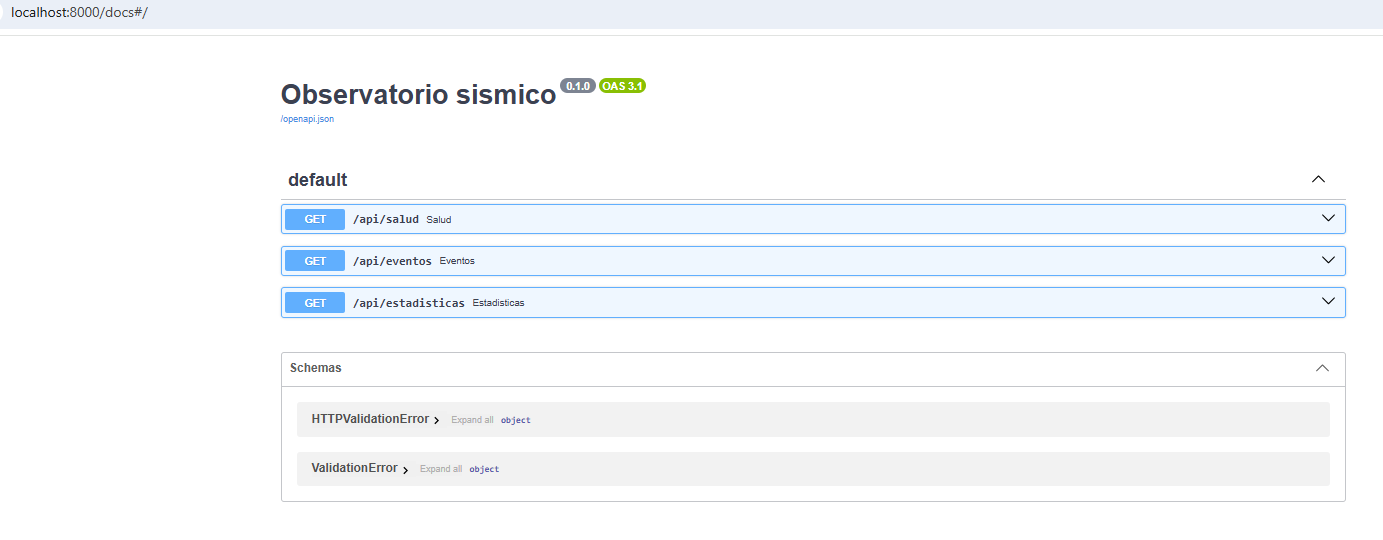 localhost:8000/docs#/
Observatorio sismico 0.1.0 OAS 3.1
/openapi.json
default
GET /api/salud Salud
GET /api/eventos Eventos
GET /api/estadisticas Estadisticas
Schemas
HTTPValidationError Expand all object
ValidationError Expand all object